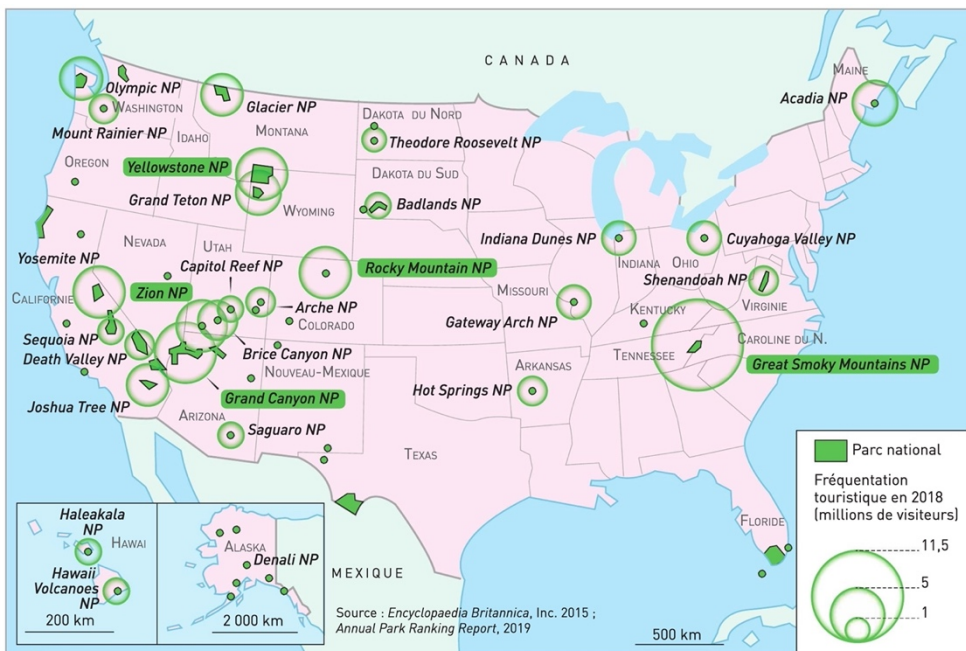 CANADA
MAINE
Acadia NP
Olympic NP
WASHINGTON
Mount Rainier NP
Glacier NP
IDAHO
MONTANA
DAKOTA DU NORD
Theodore Roosevelt NP
OREGON
Yellowstone NP
Grand Teton NP
WYOMING
DAKOTA DU SUD
Badlands NP
Indiana Dunes NP
Cuyahoga Valley NP
NEVADA
UTAH
Yosemite NP
Capitol Reef NP
Rocky Mountain NP
INDIANA
OHIO
Shenandoah NP
VIRGINIE
CALIFORNIE
Zion NP
Arche NP
COLORADO
MISSOURI
Gateway Arch NP
KENTUCKY
Sequoia NP
Death Valley NP
Brice Canyon NP
TENNESSEE
CAROLINE DU N.
Great Smoky Mountains NP
NOUVEAU-MEXIQUE
Joshua Tree NP
Grand Canyon NP
ARKANSAS
Hot Springs NP
ARIZONA
Saguaro NP
TEXAS
FLORIDE
MEXIQUE
Haleakala
NP
HAWAI
Hawaii
Volcanoes
NP
200 km
ALASKA
Denali NP
2 000 km
Source : Encyclopaedia Britannica, Inc. 2015 ;
Annual Park Ranking Report, 2019
500 km
Parc national
Fréquentation
touristique en 2018
(millions de visiteurs)
11,5
5
1